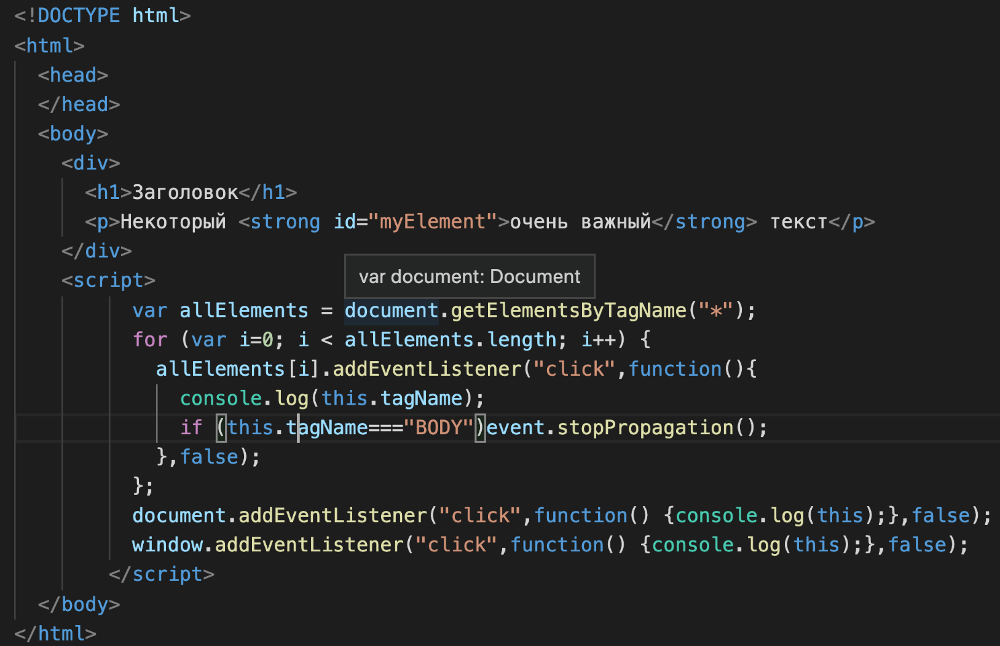 <!DOCTYPE html>
<html>
<head>
</head>
<body>
<div>
<h1>Заголовок</h1>
<p>Некоторый <strong id="myElement">очень важный</strong> текст</p>
</div>
var document: Document
<script>
var allElements = document.getElementsByTagName("*");
for (var i=0; i < allElements.length; i++) {
allElements[i].addEventListener("click",function(){
console.log(this.tagName);
if (this.tagName==="BODY")event.stopPropagation();
},false);
};
document.addEventListener("click",function() {console.log(this);},false);
window.addEventListener("click",function() {console.log(this);},false);
</script>
</body>
</html>